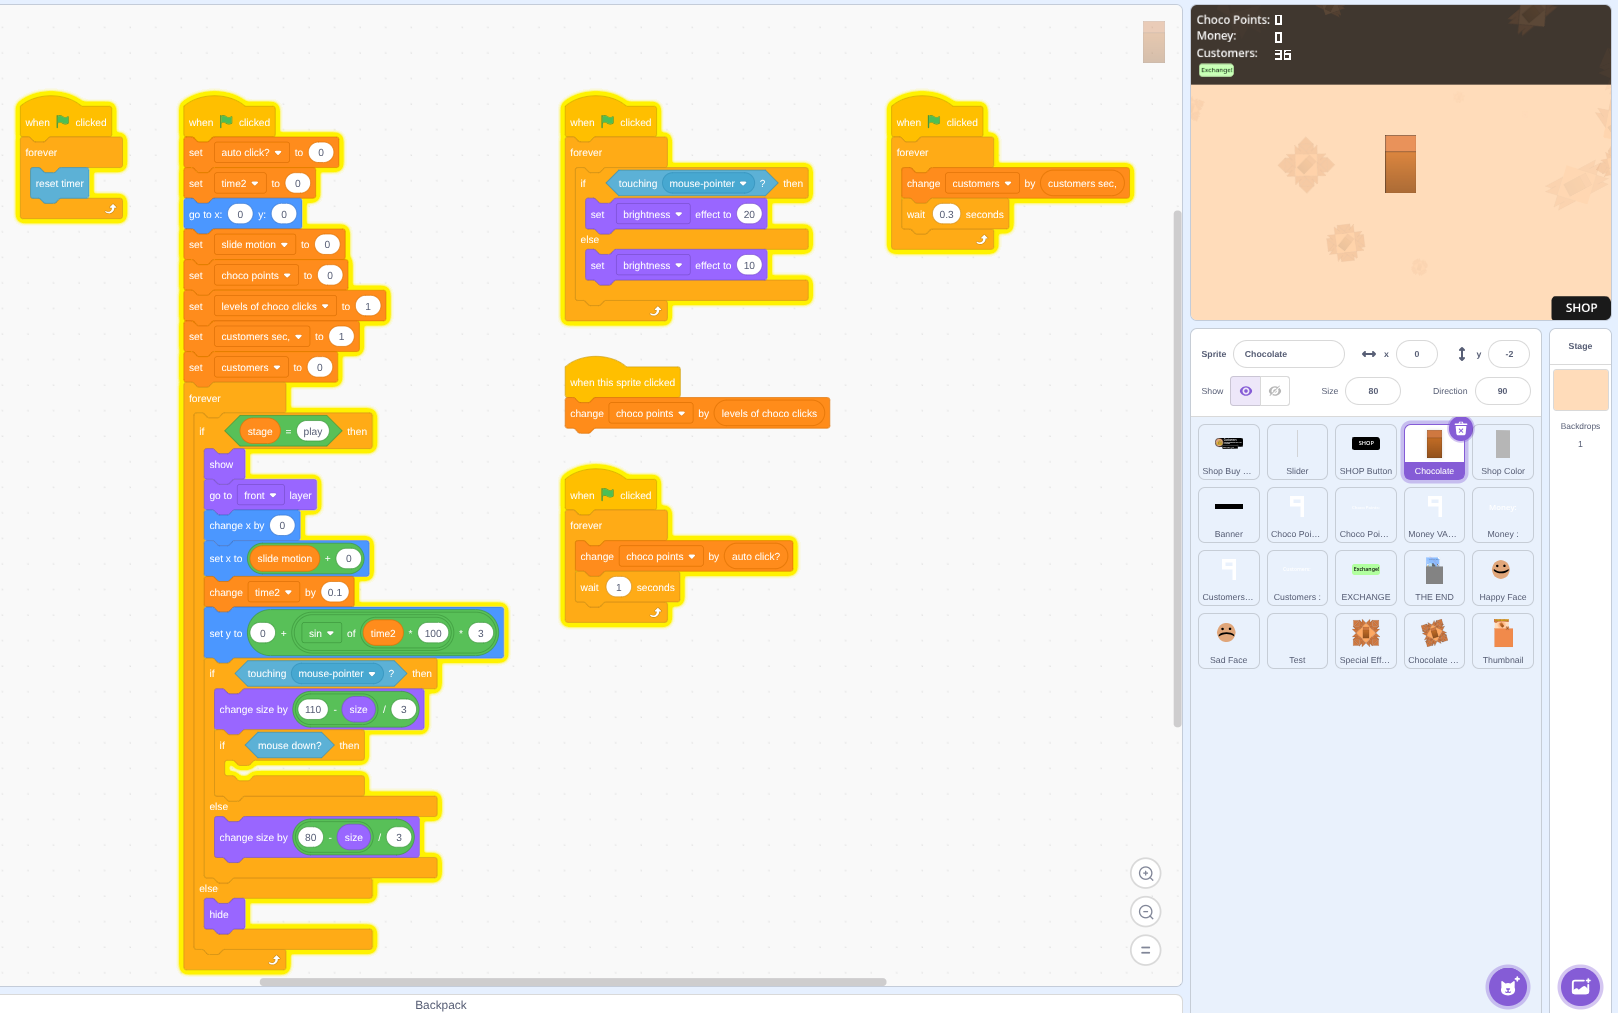 when clicked
forever
reset timer
when clicked
set auto click? to 0
set time2 to 0
go to x: 0 y: 0
set slide motion to 0
set choco points to 0
set levels of choco clicks to 1
set customers sec, to 1
set customers to 0
forever
if stage = play then
show
go to front layer
change x by 0
set x to slide motion + 0
change time2 by 0.1
set y to 0 + sin of time2 * 100 * 3
if touching mouse-pointer ? then
change size by 110 - size / 3
if mouse down? then
else
change size by 80 - size / 3
else
hide
when clicked
forever
if touching mouse-pointer ? then
set brightness effect to 20
else
set brightness effect to 10
when this sprite clicked
change choco points by levels of choco clicks
when clicked
forever
change choco points by auto click?
wait 1 seconds
when clicked
forever
change customers by customers sec,
wait 0.3 seconds
Backpack
Choco Points: 0
Money: 0
Customers: 36
Exchange!
SHOP
Sprite Chocolate x 0 y -2
Show Size 80 Direction 90
Stage
Backdrops
1
SHOP
Shop Buy ... Slider SHOP Button Chocolate Shop Color
Money :
Banner Choco Poi... Choco Poi... Money VA... Money :
Exchange!
Customers... Customers : EXCHANGE THE END Happy Face
Sad Face Test Special Eff... Chocolate ... Thumbnail